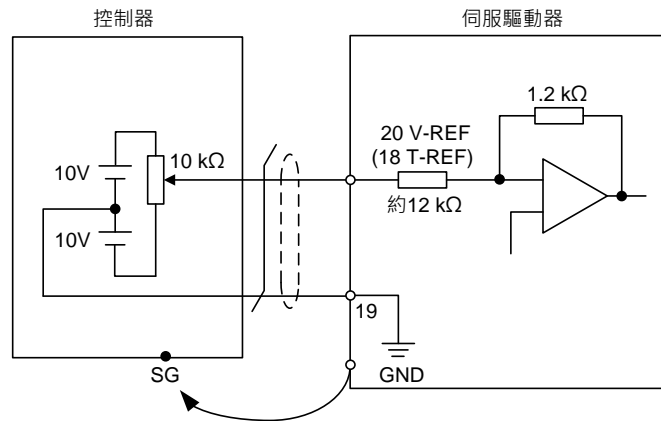 控制器
伺服驅動器
10V
10V
10 kΩ
20 V-REF
(18 T-REF)
約12 kΩ
1.2 kΩ
19
GND
SG